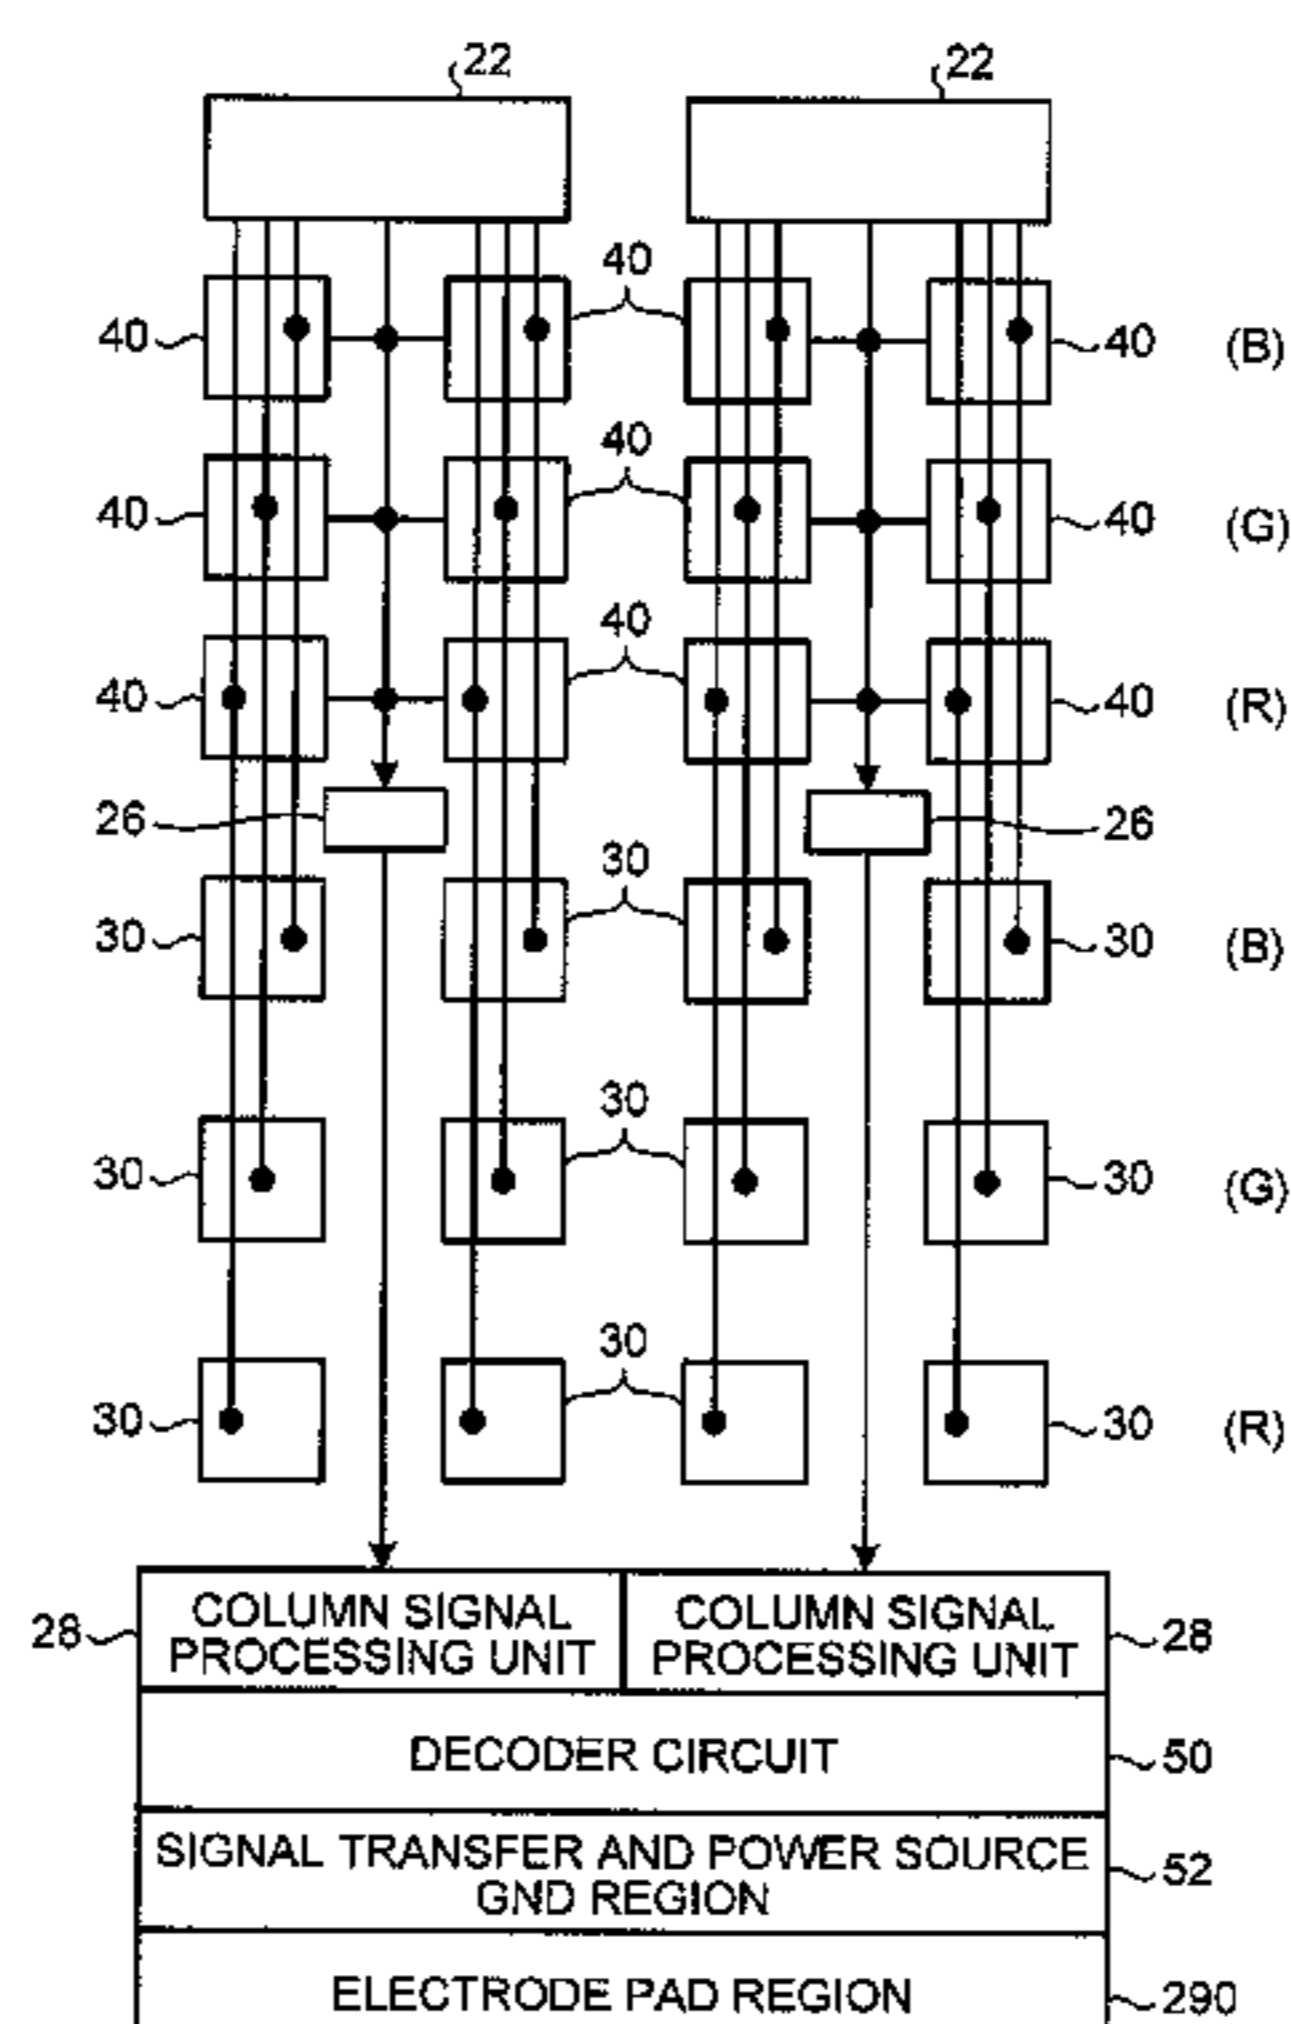 22 22
40
40 40 (B)
40
40 40 (G)
40
40 40 (R)
26 26
30
30 30 (B)
30
30 30 (G)
30
30 30 (R)
COLUMN SIGNAL
PROCESSING UNIT
COLUMN SIGNAL
PROCESSING UNIT
28 28
DECODER CIRCUIT 50
SIGNAL TRANSFER AND POWER SOURCE
GND REGION
52
ELECTRODE PAD REGION 290